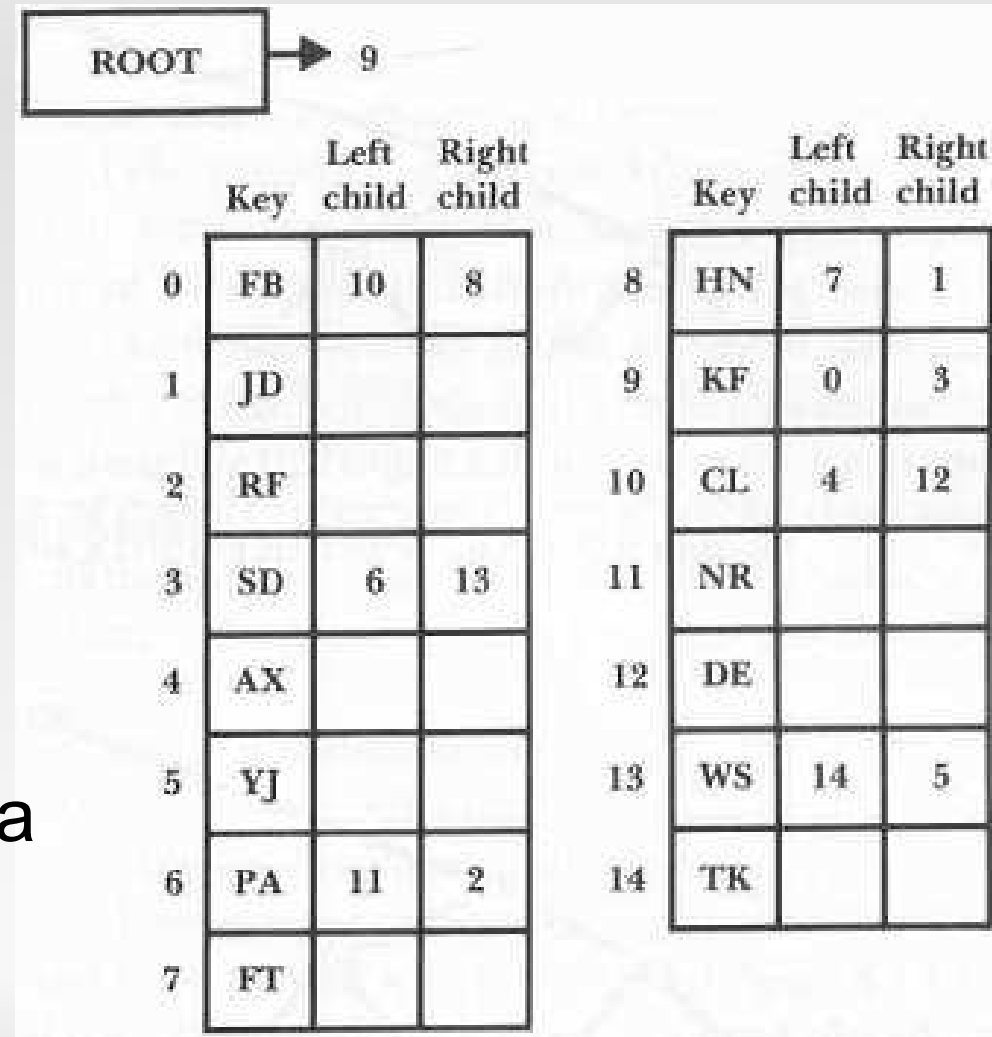 ROOT 9
Left Right
Key child child
0 FB 10 8
1 JD
2 RF
3 SD 6 13
4 AX
5 YJ
6 PA 11 2
7 FT
Left Right
Key child child
8 HN 7 1
9 KF 0 3
10 CL 4 12
11 NR
12 DE
13 WS 14 5
14 TK
a